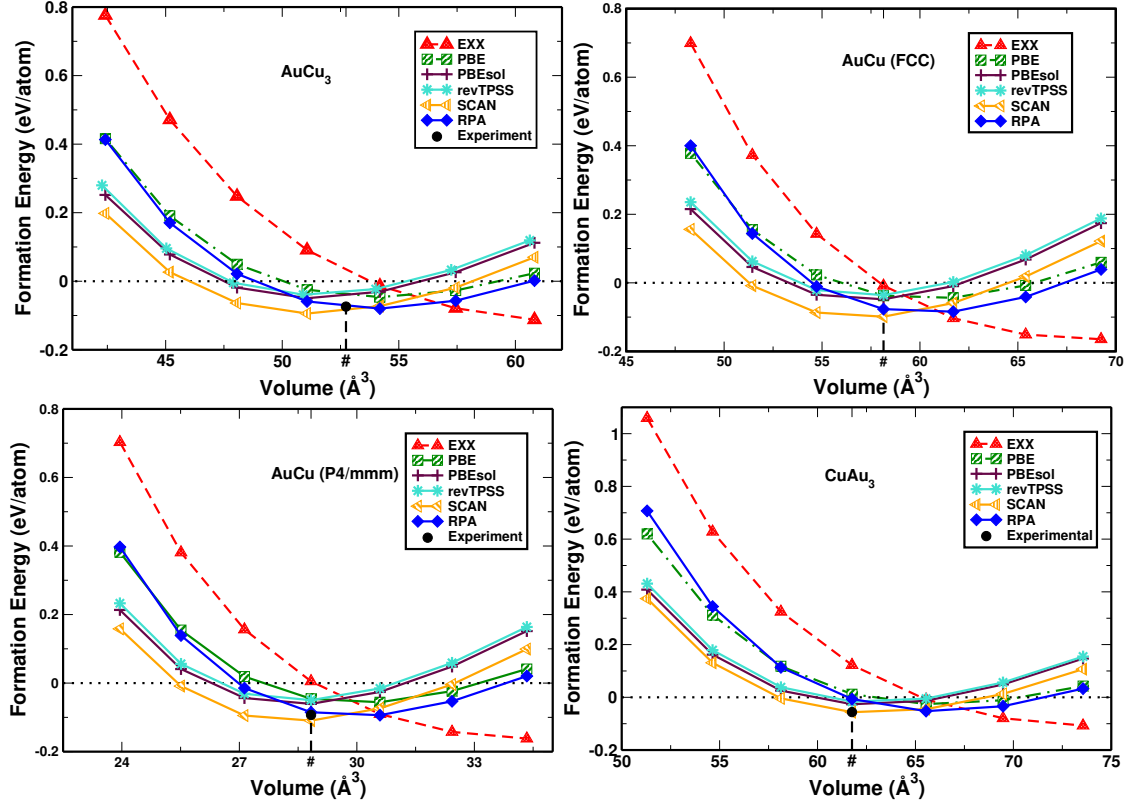 0.8
0.6
0.4
0.2
0
-0.2
Formation Energy (eV/atom)
AuCu3
EXX
PBE
PBEsol
revTPSS
SCAN
RPA
Experiment
45 50 # 55 60
Volume (Å3)
0.8
0.6
0.4
0.2
0
-0.2
Formation Energy (eV/atom)
AuCu (FCC)
EXX
PBE
PBEsol
revTPSS
SCAN
RPA
45 50 55 # 60 65 70
Volume (Å3)
0.8
0.6
0.4
0.2
0
-0.2
Formation Energy (eV/atom)
AuCu (P4/mmm)
EXX
PBE
PBEsol
revTPSS
SCAN
RPA
Experiment
24 27 # 30 33
Volume (Å3)
1
0.8
0.6
0.4
0.2
0
-0.2
Formation Energy (eV/atom)
CuAu3
EXX
PBE
PBEsol
revTPSS
SCAN
RPA
Experimental
50 55 60 # 65 70 75
Volume (Å3)